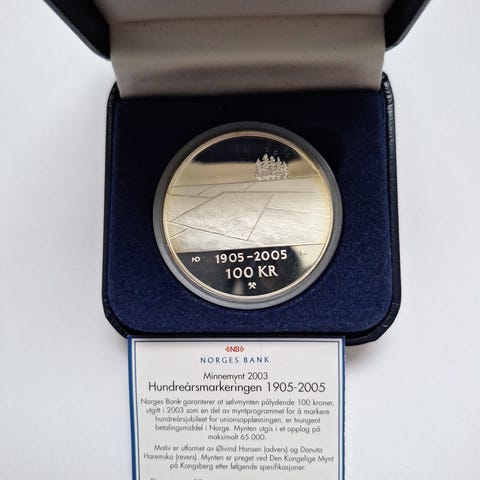 1905-2005
100 KR
NB
NORGES BANK
Minnemynt 2003
Hundreårsmarkeringen 1905-2005
Norges Bank garanterer at sølvmynten pålydende 100 kroner,
utgitt i 2003 som en del av myntprogrammet for å markere
hundreårsjubileet for unionsoppløsningen, er tvungent
betalingsmiddel i Norge. Mynten utgis i et opplag på
maksimalt 65.000.
Motiv er utformet av Øivind Hansen (advers) og Danuta
Haremska (revers). Mynten er preget ved Den Kongelige Mynt
på Kongsberg etter følgende spesifikasjoner: